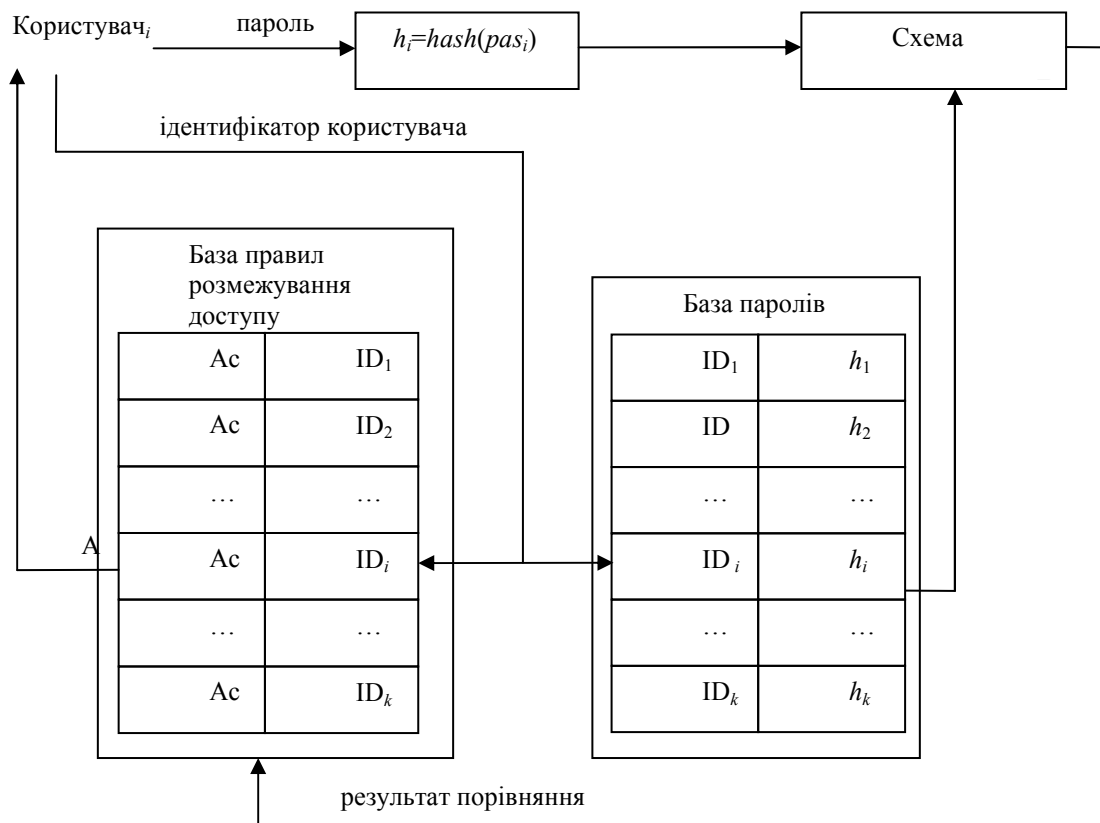 Користувачi
пароль
hi=hash(pasi)
Схема
ідентифікатор користувача
База правил
розмежування
доступу
База паролів
Ac ID1
Ac ID2
… …
Ac IDi
… …
Ac IDk
ID1 h1
ID h2
… …
ID i hi
… …
IDk hk
A
результат порівняння